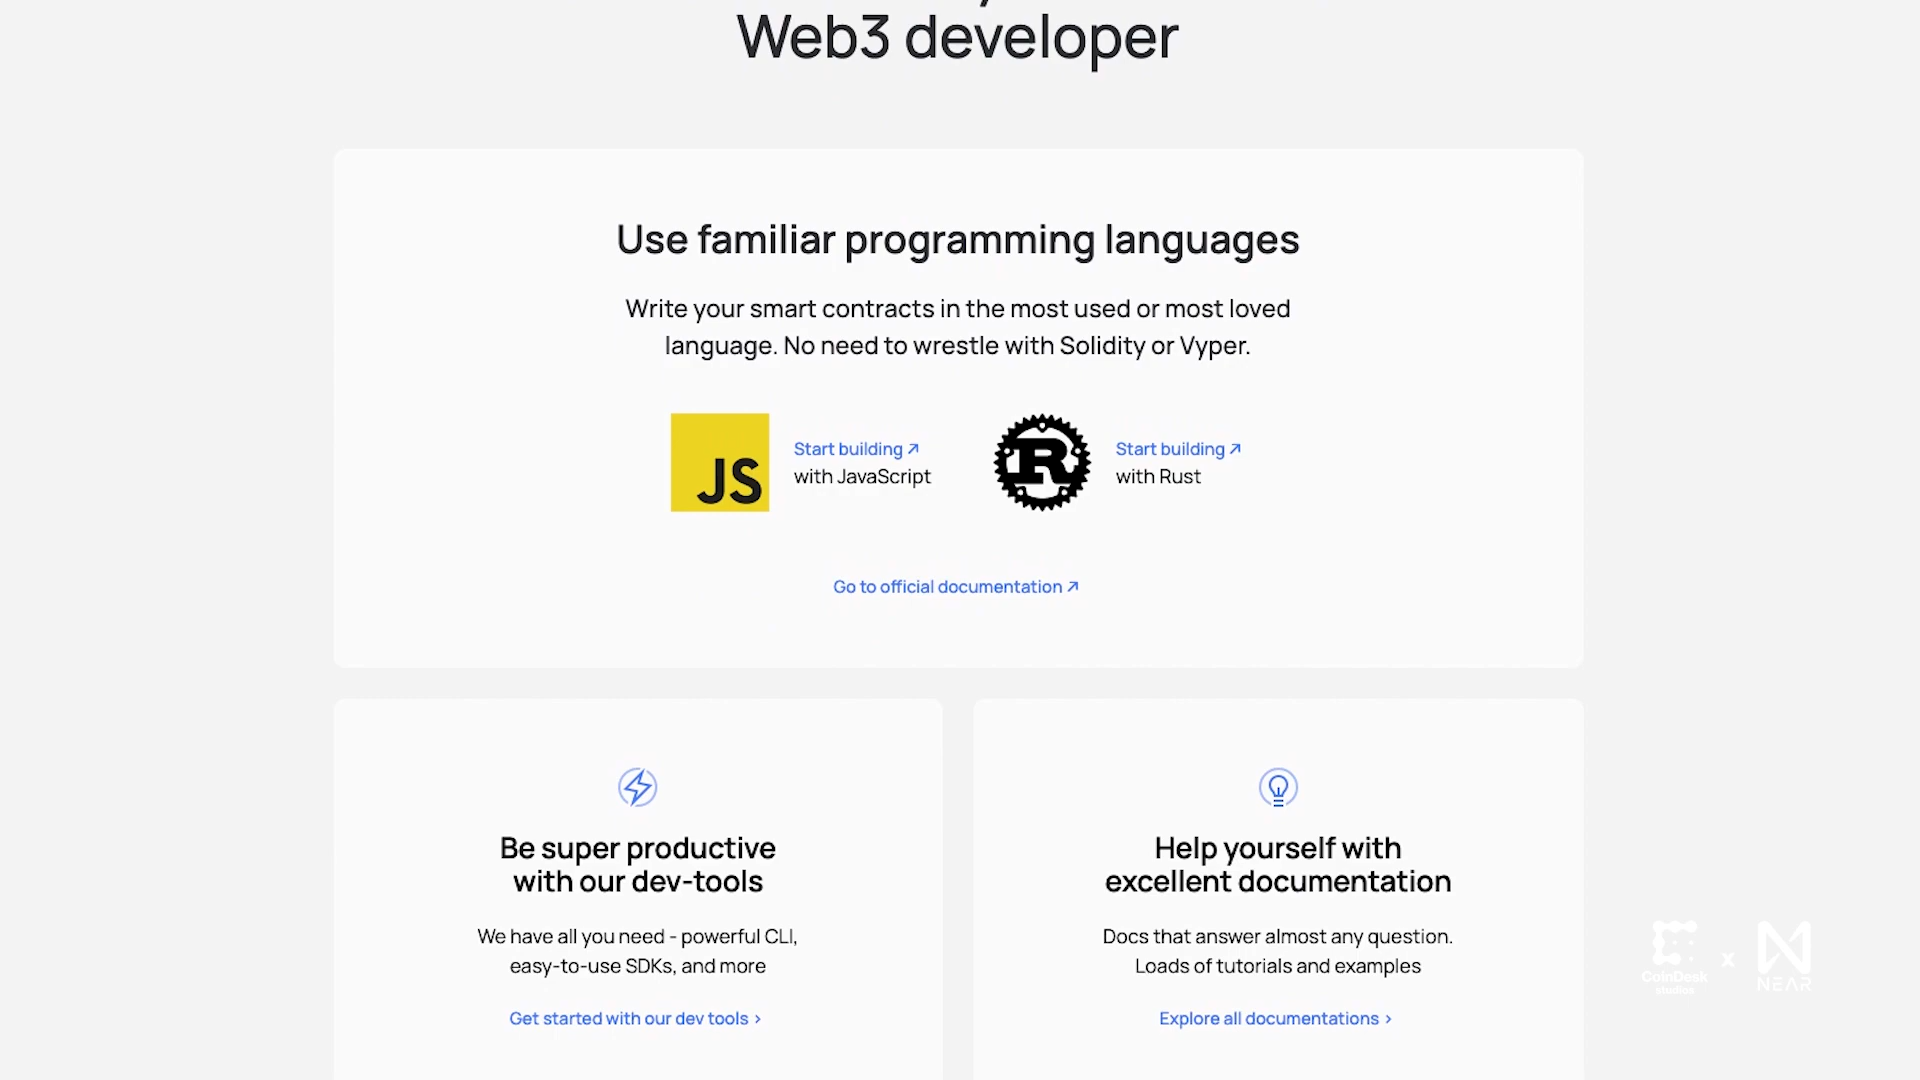 Web3 developer
Use familiar programming languages
Write your smart contracts in the most used or most loved
language. No need to wrestle with Solidity or Vyper.
JS
Start building ↗
with JavaScript
R
Start building ↗
with Rust
Go to official documentation ↗
Be super productive
with our dev-tools
We have all you need - powerful CLI,
easy-to-use SDKs, and more
Get started with our dev tools ›
Help yourself with
excellent documentation
Docs that answer almost any question.
Loads of tutorials and examples
Explore all documentations ›
CoinDesk
studios
x
NEAR